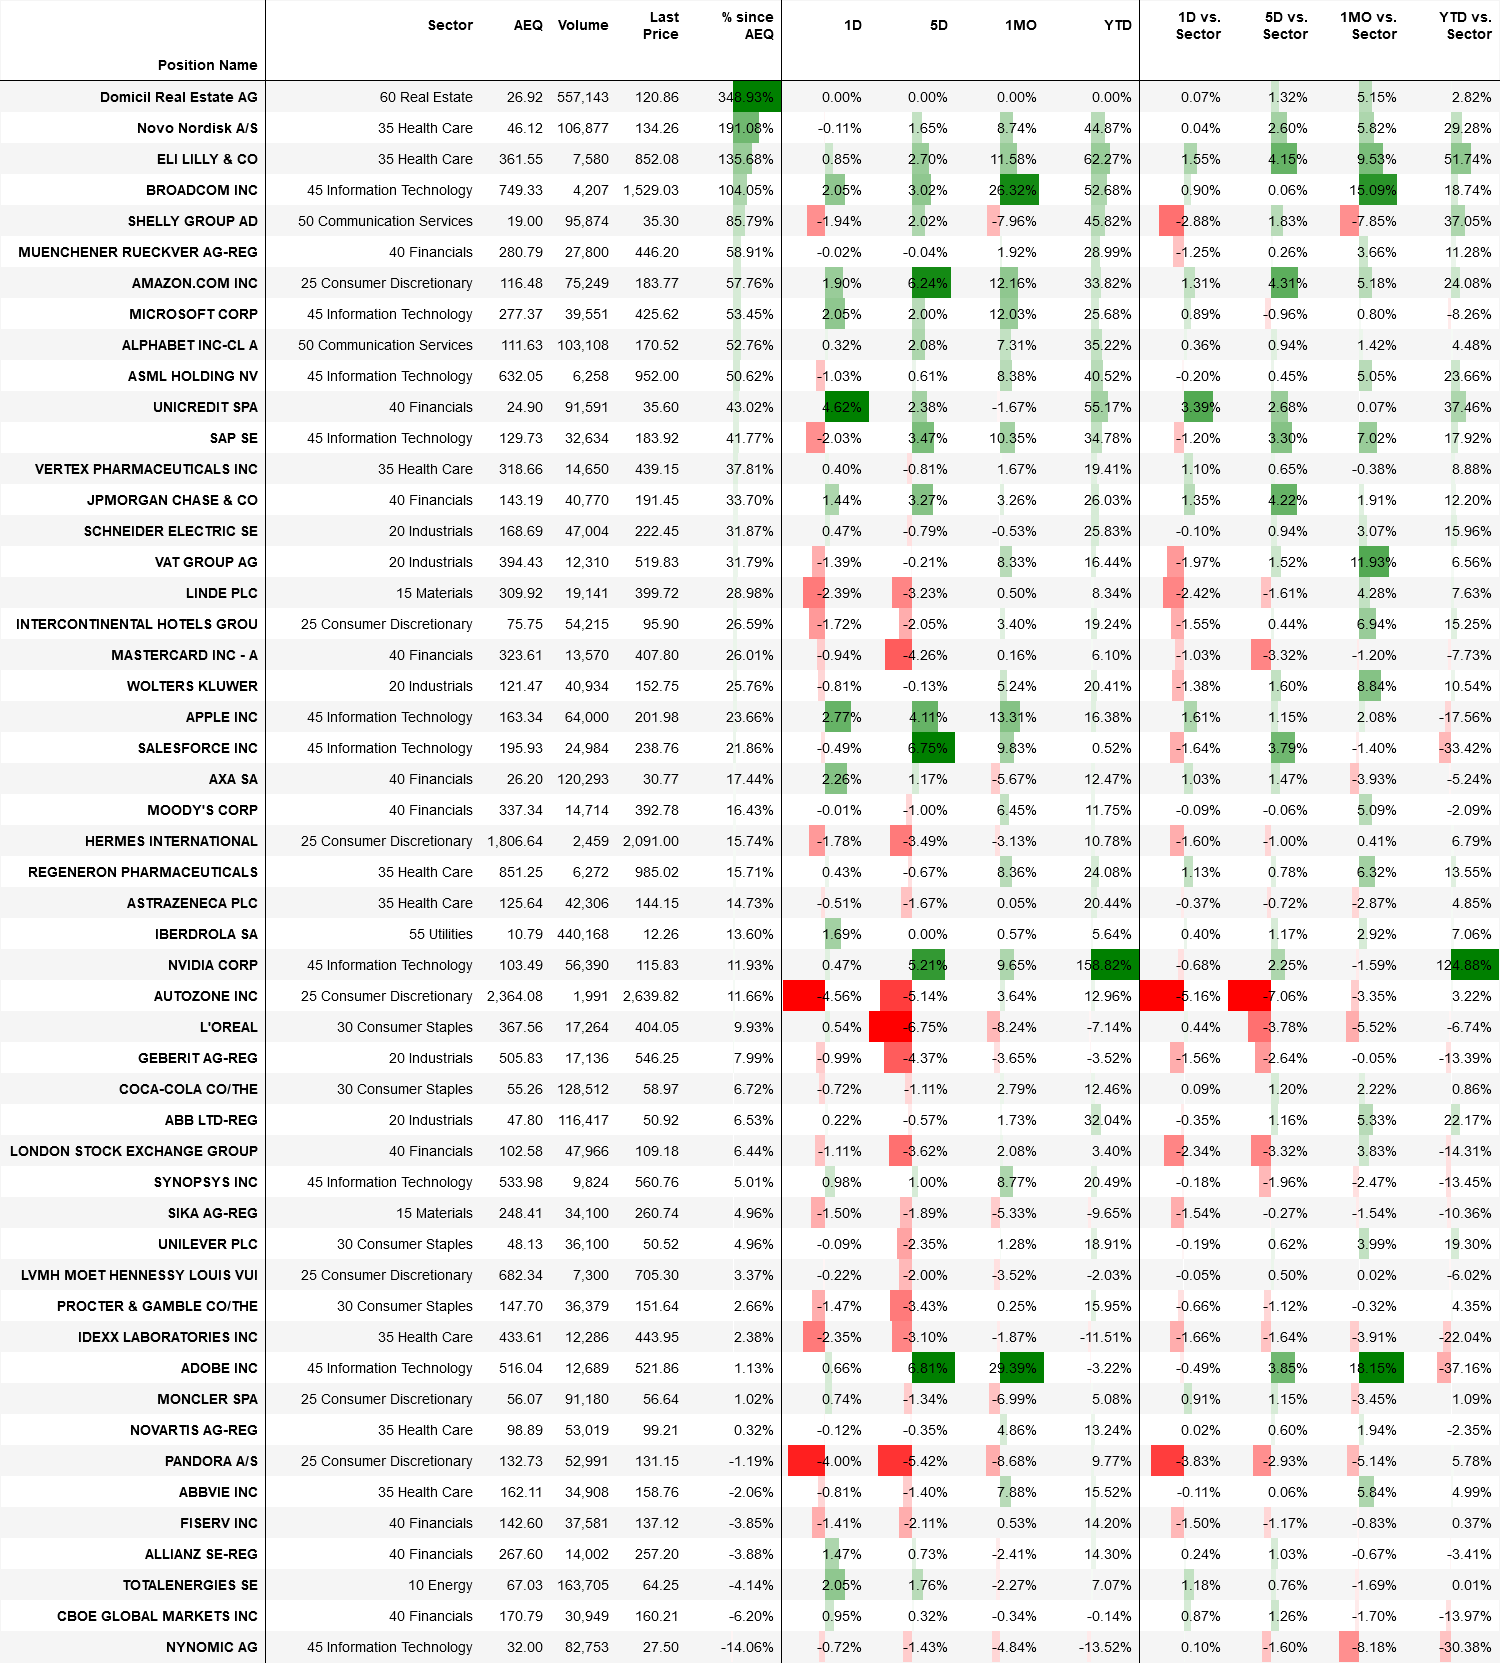 Position Name Sector AEQ Volume Last Price % since AEQ 1D 5D 1MO YTD 1D vs. Sector 5D vs. Sector 1MO vs. Sector YTD vs. Sector
Domicil Real Estate AG 60 Real Estate 26.92 557,143 120.86 348.93% 0.00% 0.00% 0.00% 0.00% 0.07% 1.32% 5.15% 2.82%
Novo Nordisk A/S 35 Health Care 46.12 106,877 134.26 191.08% -0.11% 1.65% 8.74% 44.87% 0.04% 2.60% 5.82% 29.28%
ELI LILLY & CO 35 Health Care 361.55 7,580 852.08 135.68% 0.85% 2.70% 11.58% 62.27% 1.55% 4.15% 9.53% 51.74%
BROADCOM INC 45 Information Technology 749.33 4,207 1,529.03 104.05% 2.05% 3.02% 26.32% 52.68% 0.90% 0.06% 15.09% 18.74%
SHELLY GROUP AD 50 Communication Services 19.00 95,874 35.30 85.79% -1.94% 2.02% -7.96% 45.82% -2.88% 1.83% -7.85% 37.05%
MUENCHENER RUECKVER AG-REG 40 Financials 280.79 27,800 446.20 58.91% -0.02% -0.04% 1.92% 28.99% -1.25% 0.26% 3.66% 11.28%
AMAZON.COM INC 25 Consumer Discretionary 116.48 75,249 183.77 57.76% 1.90% 6.24% 12.16% 33.82% 1.31% 4.31% 5.18% 24.08%
MICROSOFT CORP 45 Information Technology 277.37 39,551 425.62 53.45% 2.05% 2.00% 12.03% 25.68% 0.89% -0.96% 0.80% -8.26%
ALPHABET INC-CL A 50 Communication Services 111.63 103,108 170.52 52.76% 0.32% 2.08% 7.31% 35.22% 0.36% 0.94% 1.42% 4.48%
ASML HOLDING NV 45 Information Technology 632.05 6,258 952.00 50.62% -1.03% 0.61% 8.38% 40.52% -0.20% 0.45% 5.05% 23.66%
UNICREDIT SPA 40 Financials 24.90 91,591 35.60 43.02% 4.62% 2.38% -1.67% 55.17% 3.39% 2.68% 0.07% 37.46%
SAP SE 45 Information Technology 129.73 32,634 183.92 41.77% -2.03% 3.47% 10.35% 34.78% -1.20% 3.30% 7.02% 17.92%
VERTEX PHARMACEUTICALS INC 35 Health Care 318.66 14,650 439.15 37.81% 0.40% -0.81% 1.67% 19.41% 1.10% 0.65% -0.38% 8.88%
JPMORGAN CHASE & CO 40 Financials 143.19 40,770 191.45 33.70% 1.44% 3.27% 3.26% 26.03% 1.35% 4.22% 1.91% 12.20%
SCHNEIDER ELECTRIC SE 20 Industrials 168.69 47,004 222.45 31.87% 0.47% -0.79% -0.53% 25.83% -0.10% 0.94% 3.07% 15.96%
VAT GROUP AG 20 Industrials 394.43 12,310 519.83 31.79% -1.39% -0.21% 8.33% 16.44% -1.97% 1.52% 11.93% 6.56%
LINDE PLC 15 Materials 309.92 19,141 399.72 28.98% -2.39% -3.23% 0.50% 8.34% -2.42% -1.61% 4.28% 7.63%
INTERCONTINENTAL HOTELS GROU 25 Consumer Discretionary 75.75 54,215 95.90 26.59% -1.72% -2.05% 3.40% 19.24% -1.55% 0.44% 6.94% 15.25%
MASTERCARD INC - A 40 Financials 323.61 13,570 407.80 26.01% -0.94% -4.26% 0.16% 6.10% -1.03% -3.32% -1.20% -7.73%
WOLTERS KLUWER 20 Industrials 121.47 40,934 152.75 25.76% -0.81% -0.13% 5.24% 20.41% -1.38% 1.60% 8.84% 10.54%
APPLE INC 45 Information Technology 163.34 64,000 201.98 23.66% 2.77% 4.11% 13.31% 16.38% 1.61% 1.15% 2.08% -17.56%
SALESFORCE INC 45 Information Technology 195.93 24,984 238.76 21.86% -0.49% 6.75% 9.83% 0.52% -1.64% 3.79% -1.40% -33.42%
AXA SA 40 Financials 26.20 120,293 30.77 17.44% 2.26% 1.17% -5.67% 12.47% 1.03% 1.47% -3.93% -5.24%
MOODY'S CORP 40 Financials 337.34 14,714 392.78 16.43% -0.01% -1.00% 6.45% 11.75% -0.09% -0.06% 5.09% -2.09%
HERMES INTERNATIONAL 25 Consumer Discretionary 1,806.64 2,459 2,091.00 15.74% -1.78% -3.49% -3.13% 10.78% -1.60% -1.00% 0.41% 6.79%
REGENERON PHARMACEUTICALS 35 Health Care 851.25 6,272 985.02 15.71% 0.43% -0.67% 8.36% 24.08% 1.13% 0.78% 6.32% 13.55%
ASTRAZENECA PLC 35 Health Care 125.64 42,306 144.15 14.73% -0.51% -1.67% 0.05% 20.44% -0.37% -0.72% -2.87% 4.85%
IBERDROLA SA 55 Utilities 10.79 440,168 12.26 13.60% 1.69% 0.00% 0.57% 5.64% 0.40% 1.17% 2.92% 7.06%
NVIDIA CORP 45 Information Technology 103.49 56,390 115.83 11.93% 0.47% 5.21% 9.65% 158.82% -0.68% 2.25% -1.59% 124.88%
AUTOZONE INC 25 Consumer Discretionary 2,364.08 1,991 2,639.82 11.66% -4.56% -5.14% 3.64% 12.96% -5.16% -7.06% -3.35% 3.22%
L'OREAL 30 Consumer Staples 367.56 17,264 404.05 9.93% 0.54% -6.75% -8.24% -7.14% 0.44% -3.78% -5.52% -6.74%
GEBERIT AG-REG 20 Industrials 505.83 17,136 546.25 7.99% -0.99% -4.37% -3.65% -3.52% -1.56% -2.64% -0.05% -13.39%
COCA-COLA CO/THE 30 Consumer Staples 55.26 128,512 58.97 6.72% -0.72% -1.11% 2.79% 12.46% 0.09% 1.20% 2.22% 0.86%
ABB LTD-REG 20 Industrials 47.80 116,417 50.92 6.53% 0.22% -0.57% 1.73% 32.04% -0.35% 1.16% 5.33% 22.17%
LONDON STOCK EXCHANGE GROUP 40 Financials 102.58 47,966 109.18 6.44% -1.11% -3.62% 2.08% 3.40% -2.34% -3.32% 3.83% -14.31%
SYNOPSYS INC 45 Information Technology 533.98 9,824 560.76 5.01% 0.98% 1.00% 8.77% 20.49% -0.18% -1.96% -2.47% -13.45%
SIKA AG-REG 15 Materials 248.41 34,100 260.74 4.96% -1.50% -1.89% -5.33% -9.65% -1.54% -0.27% -1.54% -10.36%
UNILEVER PLC 30 Consumer Staples 48.13 36,100 50.52 4.96% -0.09% -2.35% 1.28% 18.91% -0.19% 0.62% 3.99% 19.30%
LVMH MOET HENNESSY LOUIS VUI 25 Consumer Discretionary 682.34 7,300 705.30 3.37% -0.22% -2.00% -3.52% -2.03% -0.05% 0.50% 0.02% -6.02%
PROCTER & GAMBLE CO/THE 30 Consumer Staples 147.70 36,379 151.64 2.66% -1.47% -3.43% 0.25% 15.95% -0.66% -1.12% -0.32% 4.35%
IDEXX LABORATORIES INC 35 Health Care 433.61 12,286 443.95 2.38% -2.35% -3.10% -1.87% -11.51% -1.66% -1.64% -3.91% -22.04%
ADOBE INC 45 Information Technology 516.04 12,689 521.86 1.13% 0.66% 6.81% 29.39% -3.22% -0.49% 3.85% 18.15% -37.16%
MONCLER SPA 25 Consumer Discretionary 56.07 91,180 56.64 1.02% 0.74% -1.34% -6.99% 5.08% 0.91% 1.15% -3.45% 1.09%
NOVARTIS AG-REG 35 Health Care 98.89 53,019 99.21 0.32% -0.12% -0.35% 4.86% 13.24% 0.02% 0.60% 1.94% -2.35%
PANDORA A/S 25 Consumer Discretionary 132.73 52,991 131.15 -1.19% -4.00% -5.42% -8.68% 9.77% -3.83% -2.93% -5.14% 5.78%
ABBVIE INC 35 Health Care 162.11 34,908 158.76 -2.06% -0.81% -1.40% 7.88% 15.52% -0.11% 0.06% 5.84% 4.99%
FISERV INC 40 Financials 142.60 37,581 137.12 -3.85% -1.41% -2.11% 0.53% 14.20% -1.50% -1.17% -0.83% 0.37%
ALLIANZ SE-REG 40 Financials 267.60 14,002 257.20 -3.88% 1.47% 0.73% -2.41% 14.30% 0.24% 1.03% -0.67% -3.41%
TOTALENERGIES SE 10 Energy 67.03 163,705 64.25 -4.14% 2.05% 1.76% -2.27% 7.07% 1.18% 0.76% -1.69% 0.01%
CBOE GLOBAL MARKETS INC 40 Financials 170.79 30,949 160.21 -6.20% 0.95% 0.32% -0.34% -0.14% 0.87% 1.26% -1.70% -13.97%
NYNOMIC AG 45 Information Technology 32.00 82,753 27.50 -14.06% -0.72% -1.43% -4.84% -13.52% 0.10% -1.60% -8.18% -30.38%